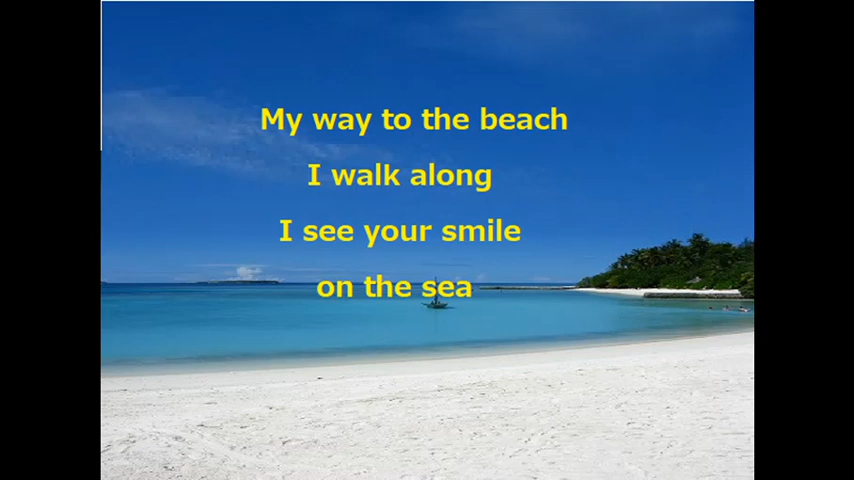 My way to the beach
I walk along
I see your smile
on the sea